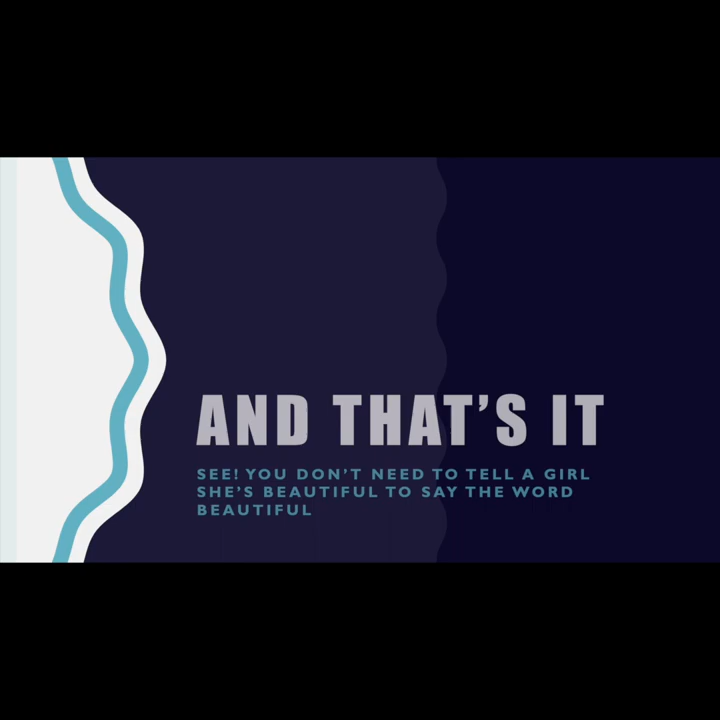 AND THAT'S IT
SEE! YOU DON'T NEED TO TELL A GIRL
SHE'S BEAUTIFUL TO SAY THE WORD
BEAUTIFUL